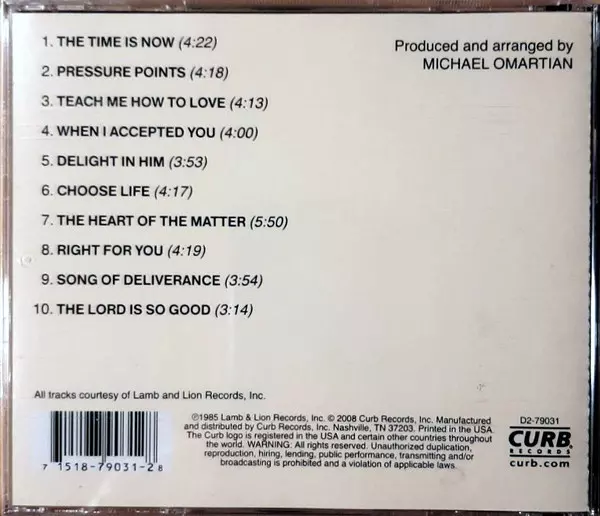 1. THE TIME IS NOW (4:22)
2. PRESSURE POINTS (4:18)
3. TEACH ME HOW TO LOVE (4:13)
4. WHEN I ACCEPTED YOU (4:00)
5. DELIGHT IN HIM (3:53)
6. CHOOSE LIFE (4:17)
7. THE HEART OF THE MATTER (5:50)
8. RIGHT FOR YOU (4:19)
9. SONG OF DELIVERANCE (3:54)
10. THE LORD IS SO GOOD (3:14)
Produced and arranged by
MICHAEL OMARTIAN
All tracks courtesy of Lamb and Lion Records, Inc.
7 15187-79031-2 8
℗1985 Lamb & Lion Records, Inc. © 2008 Curb Records, Inc. Manufactured
and distributed by Curb Records, Inc. Nashville, TN 37203. Printed in the USA.
The Curb logo is registered in the USA and certain other countries throughout
the world. WARNING: All rights reserved. Unauthorized duplication,
reproduction, hiring, lending, public performance, transmitting and/or
broadcasting is prohibited and a violation of applicable laws.
D2-79031
CURB
RECORDS
curb.com